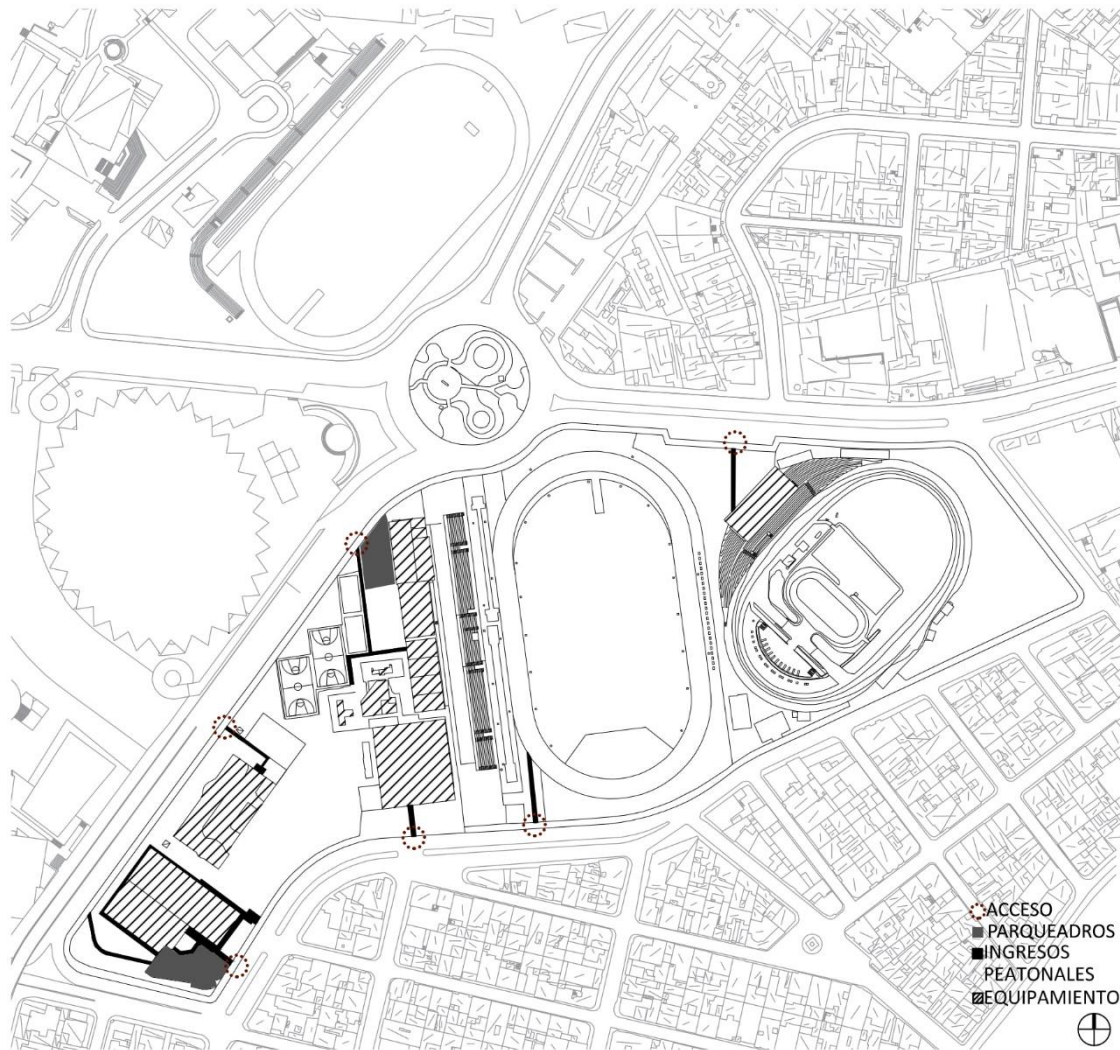 ACCESO
PARQUEADROS
INGRESOS
PEATONALES
EQUIPAMIENTO